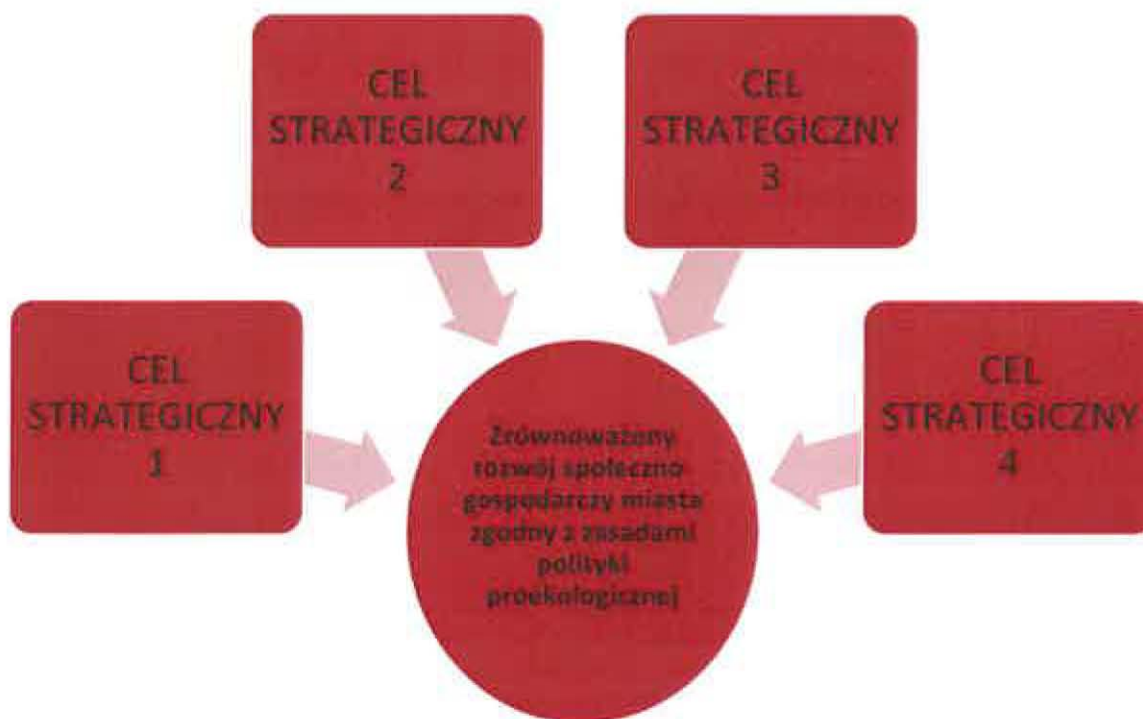 CEL
STRATEGICZNY
2
CEL
STRATEGICZNY
3
CEL
STRATEGICZNY
1
CEL
STRATEGICZNY
4
Zrównoważony
rozwój społeczno
gospodarczy miasta
zgodny z zasadami
polityki
proekologicznej